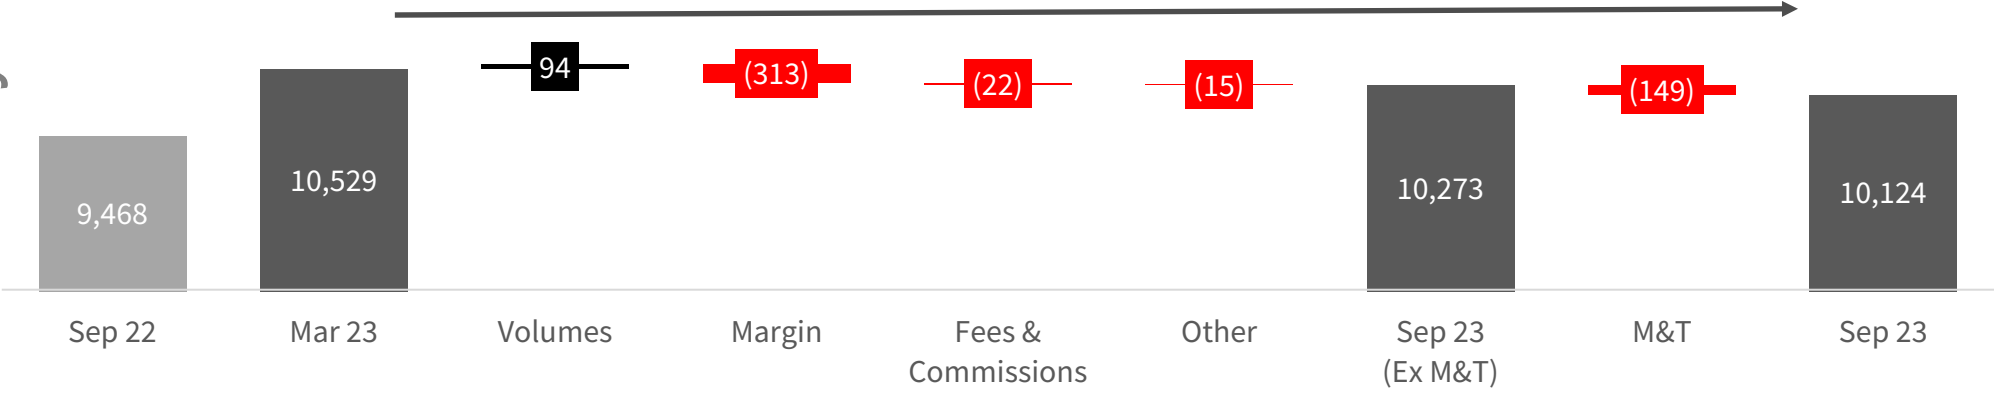 94
(313)
(22)
(15)
(149)
9,468
10,529
10,273
10,124
Sep 22
Mar 23
Volumes
Margin
Fees &
Commissions
Other
Sep 23
(Ex M&T)
M&T
Sep 23